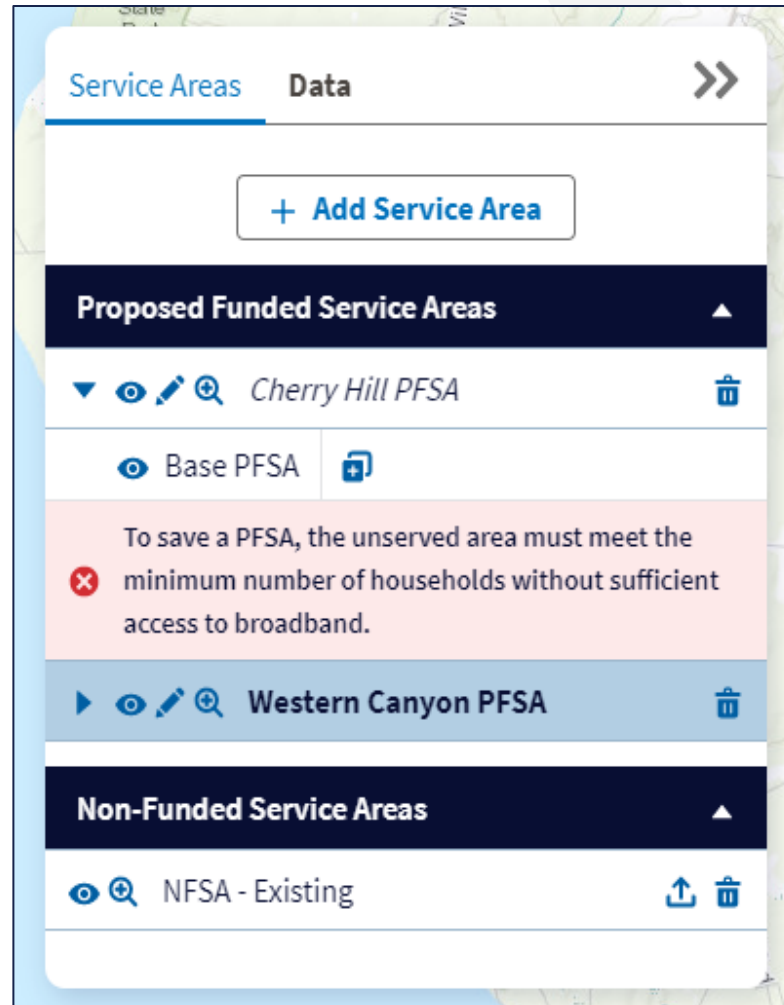 State
Service Areas Data
+ Add Service Area
Proposed Funded Service Areas
Cherry Hill PFSA
Base PFSA
To save a PFSA, the unserved area must meet the
minimum number of households without sufficient
access to broadband.
Western Canyon PFSA
Non-Funded Service Areas
NFSA - Existing